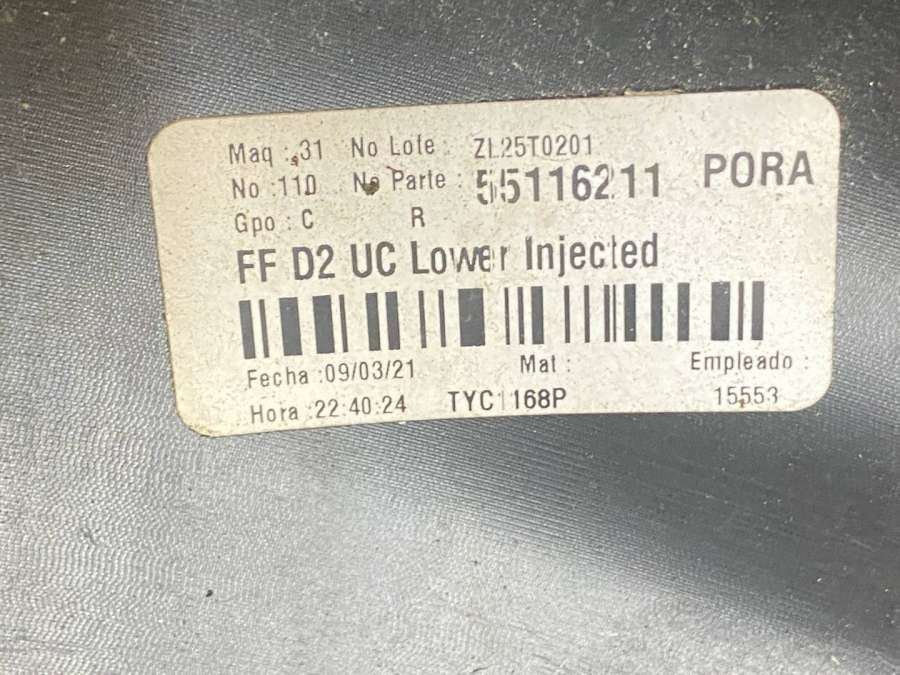 Maq : 31 No Lote : ZL25T0201
No :110 No Parte : 55116211 PORA
Gpo : C R
FF D2 UC Lower Injected
Fecha :09/03/21 Mat : Empleado :
Hora :22:40:24 TYC1168P 15553